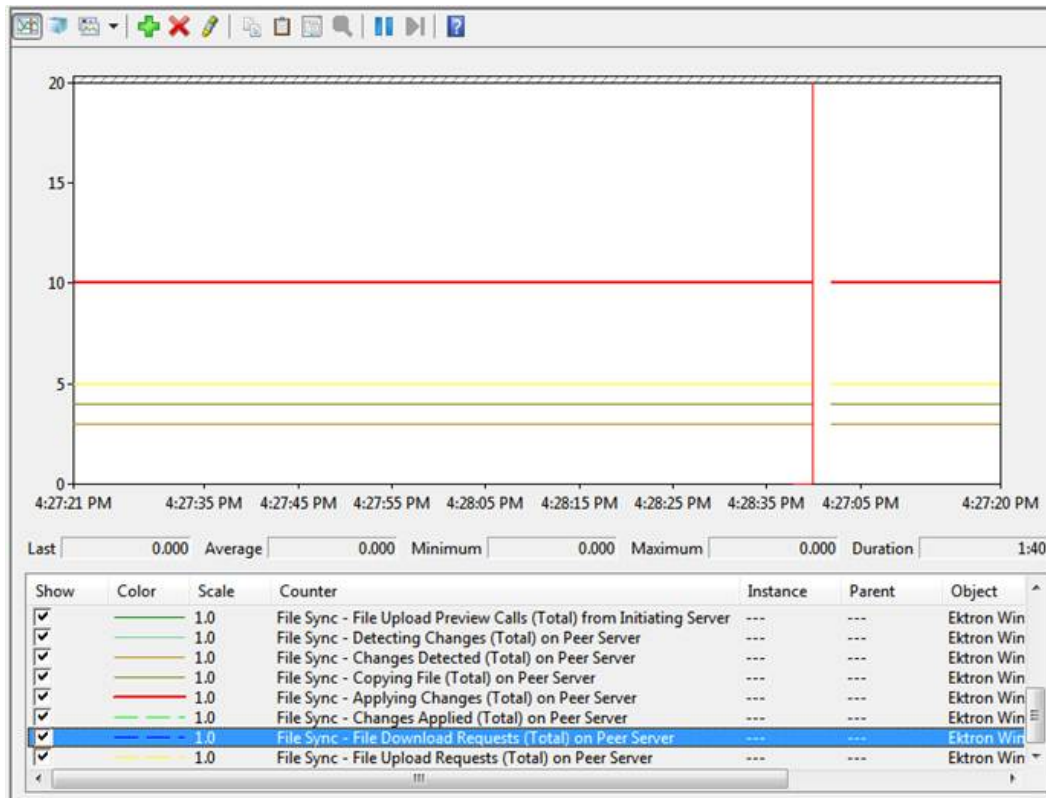 20
15
10
5
0
4:27:21 PM 4:27:35 PM 4:27:45 PM 4:27:55 PM 4:28:05 PM 4:28:15 PM 4:28:25 PM 4:28:35 PM 4:27:05 PM 4:27:20 PM
Last 0.000 Average 0.000 Minimum 0.000 Maximum 0.000 Duration 1:40
Show Color Scale Counter Instance Parent Object
1.0 File Sync - File Upload Preview Calls (Total) from Initiating Server --- --- Ektron Win
1.0 File Sync - Detecting Changes (Total) on Peer Server --- --- Ektron Win
1.0 File Sync - Changes Detected (Total) on Peer Server --- --- Ektron Win
1.0 File Sync - Copying File (Total) on Peer Server --- --- Ektron Win
1.0 File Sync - Applying Changes (Total) on Peer Server --- --- Ektron Win
1.0 File Sync - Changes Applied (Total) on Peer Server --- --- Ektron Win
1.0 File Sync - File Download Requests (Total) on Peer Server --- --- Ektron Win
1.0 File Sync - File Upload Requests (Total) on Peer Server --- --- Ektron Win